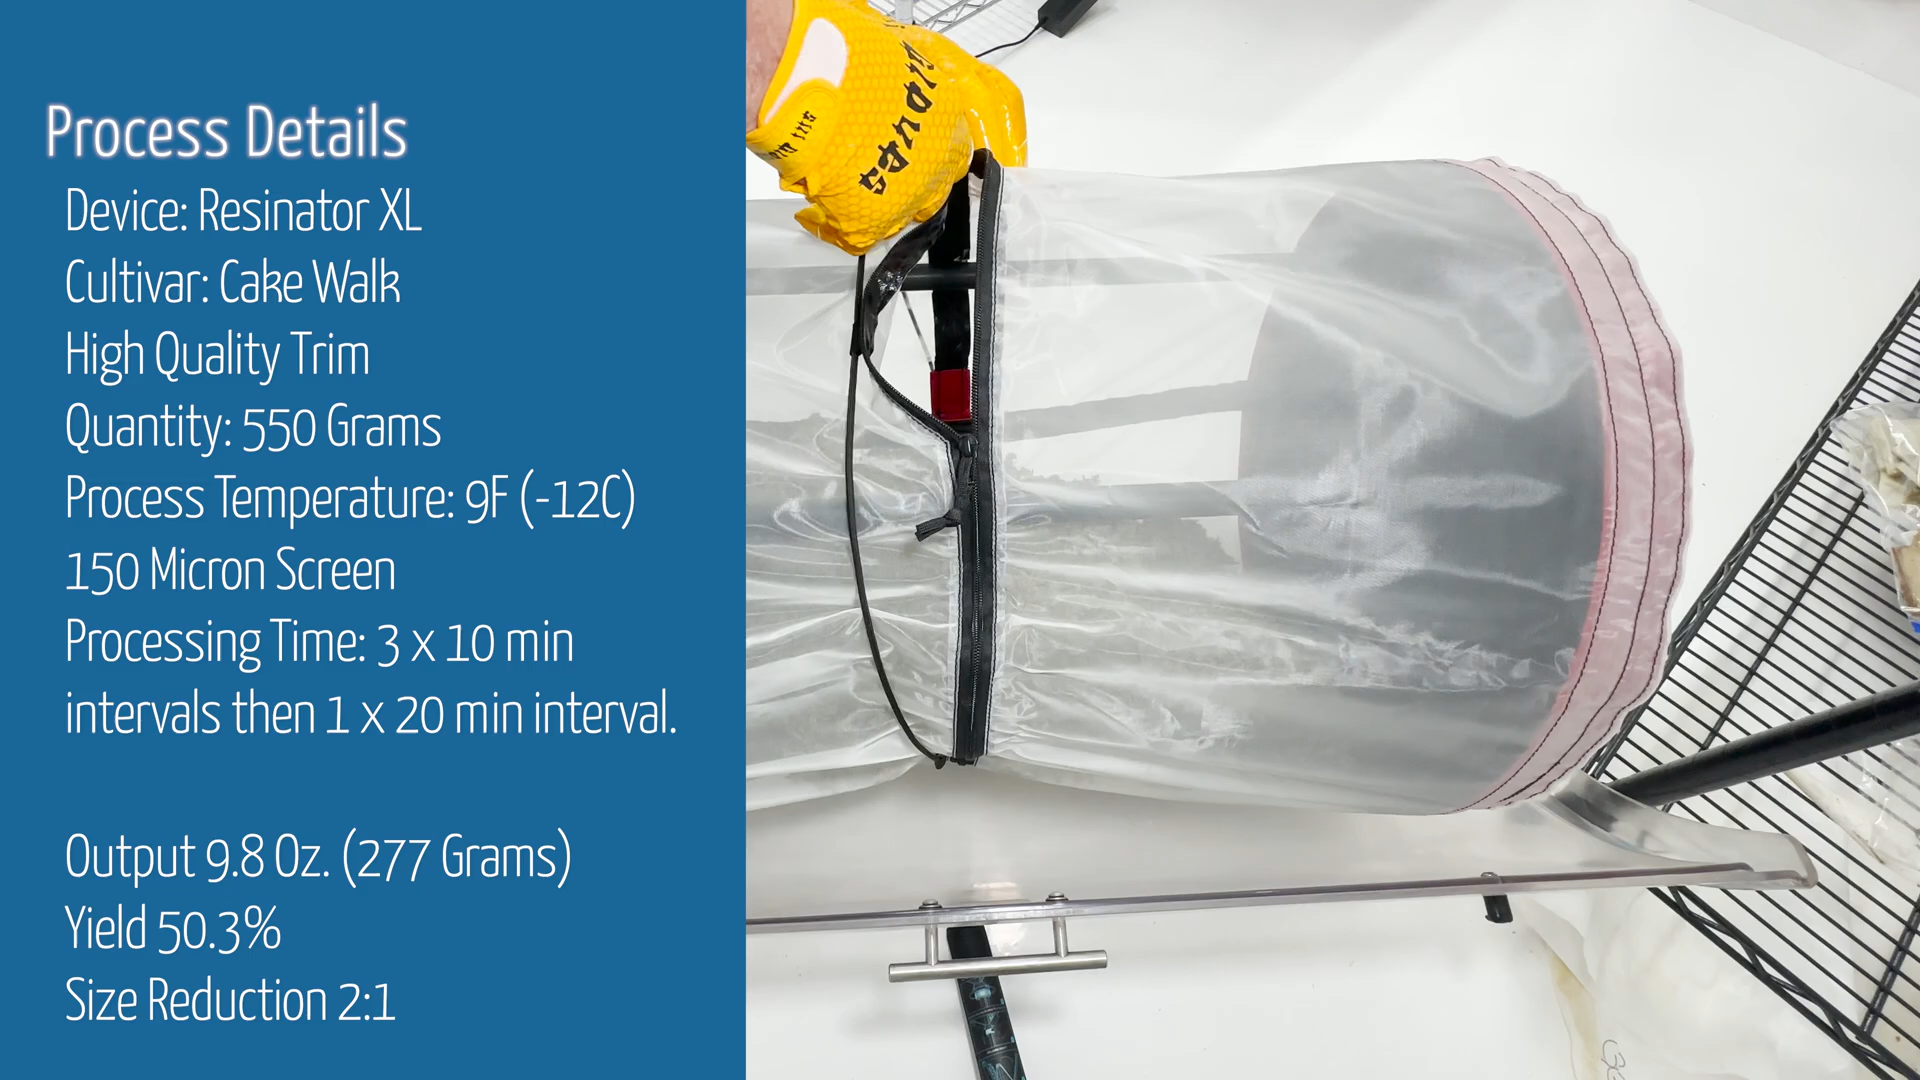 Process Details
Device: Resinator XL
Cultivar: Cake Walk
High Quality Trim
Quantity: 550 Grams
Process Temperature: 9F (-12C)
150 Micron Screen
Processing Time: 3 x 10 min
intervals then 1 x 20 min interval.
Output 9.8 Oz. (277 Grams)
Yield 50.3%
Size Reduction 2:1